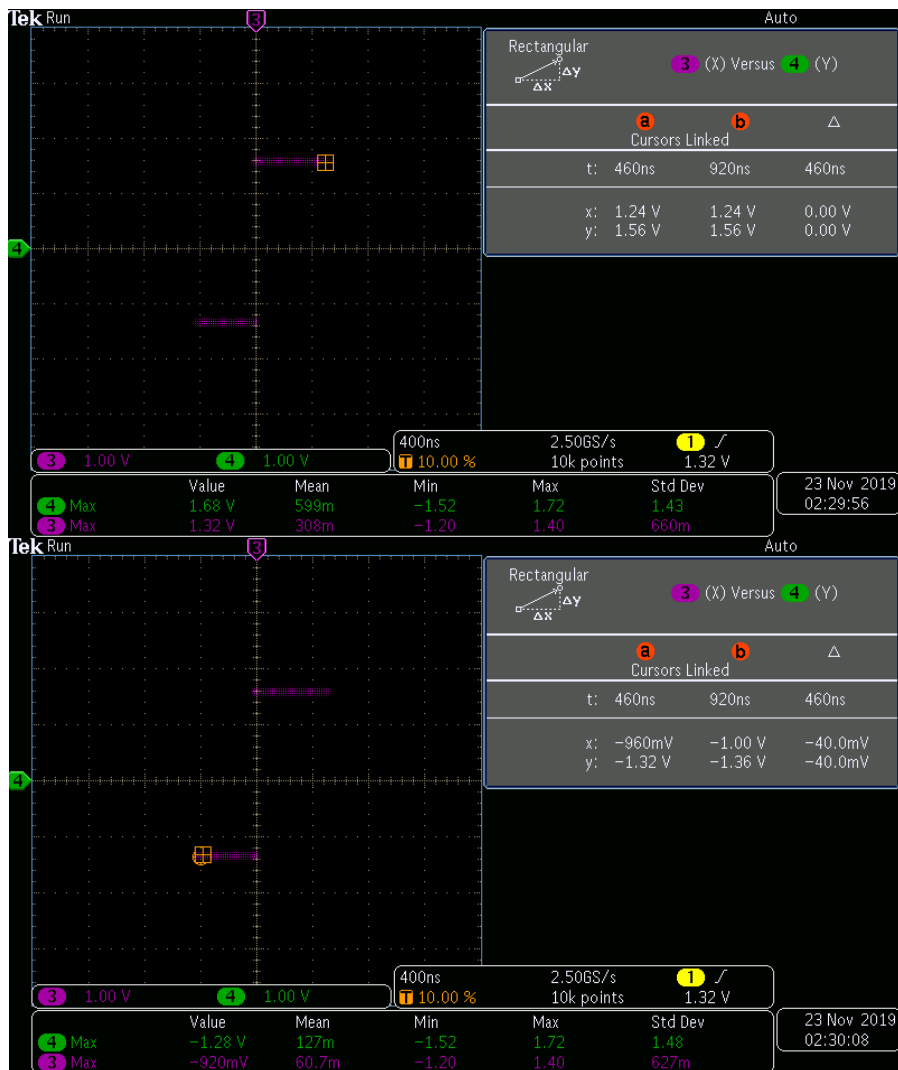 Tek Run 3 Auto
Rectangular
Δy
Δx
3 (X) Versus 4 (Y)
a b Δ
Cursors Linked
t: 460ns 920ns 460ns
x: 1.24 V 1.24 V 0.00 V
y: 1.56 V 1.56 V 0.00 V
4
400ns 2.50GS/s 1 ∫
3 1.00 V 4 1.00 V T 10.00 % 10k points 1.32 V
Value Mean Min Max Std Dev
4 Max 1.68 V 599m −1.52 1.72 1.43
3 Max 1.32 V 308m −1.20 1.40 660m
23 Nov 2019
02:29:56
Tek Run 3 Auto
Rectangular
Δy
Δx
3 (X) Versus 4 (Y)
a b Δ
Cursors Linked
t: 460ns 920ns 460ns
x: −960mV −1.00 V −40.0mV
y: −1.32 V −1.36 V −40.0mV
4
400ns 2.50GS/s 1 ∫
3 1.00 V 4 1.00 V T 10.00 % 10k points 1.32 V
Value Mean Min Max Std Dev
4 Max −1.28 V 127m −1.52 1.72 1.48
3 Max −920mV 60.7m −1.20 1.40 627m
23 Nov 2019
02:30:08